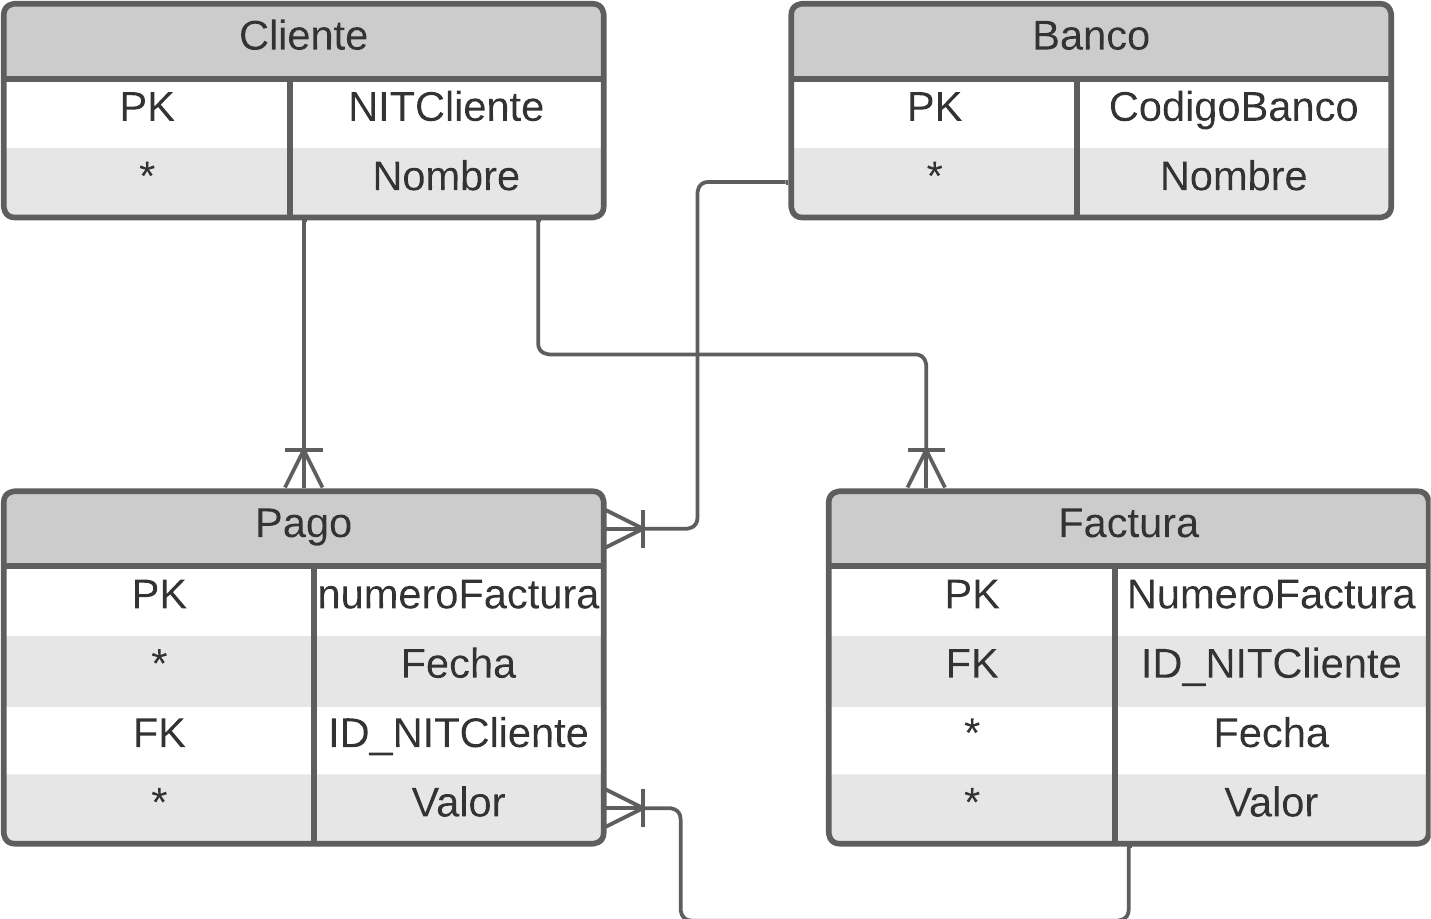 Cliente
PK NITCliente
* Nombre
Banco
PK CodigoBanco
* Nombre
Pago
PK numeroFactura
* Fecha
FK ID_NITCliente
* Valor
Factura
PK NumeroFactura
FK ID_NITCliente
* Fecha
* Valor